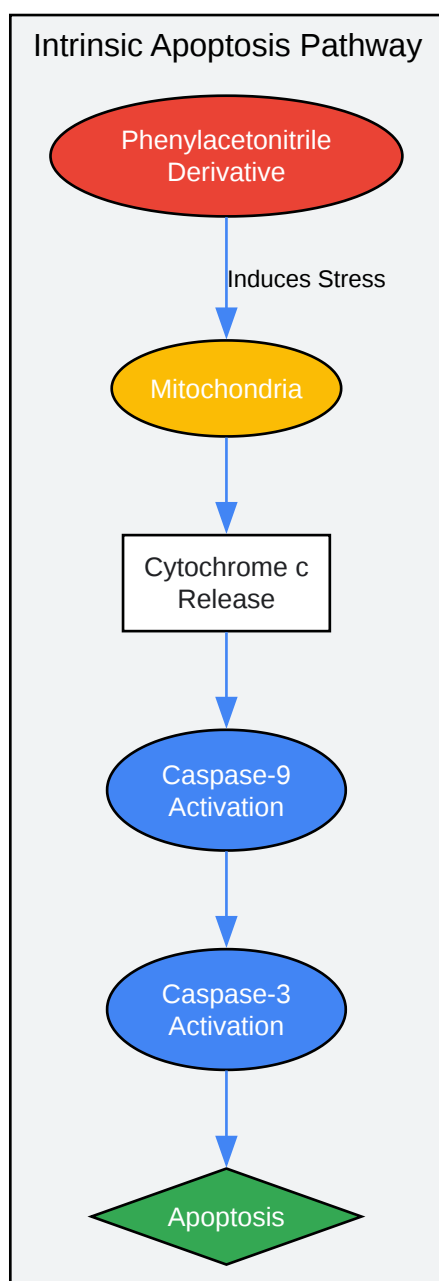 Intrinsic Apoptosis Pathway
Phenylacetonitrile
Derivative
Induces Stress
Mitochondria
Cytochrome c
Release
Caspase-9
Activation
Caspase-3
Activation
Apoptosis